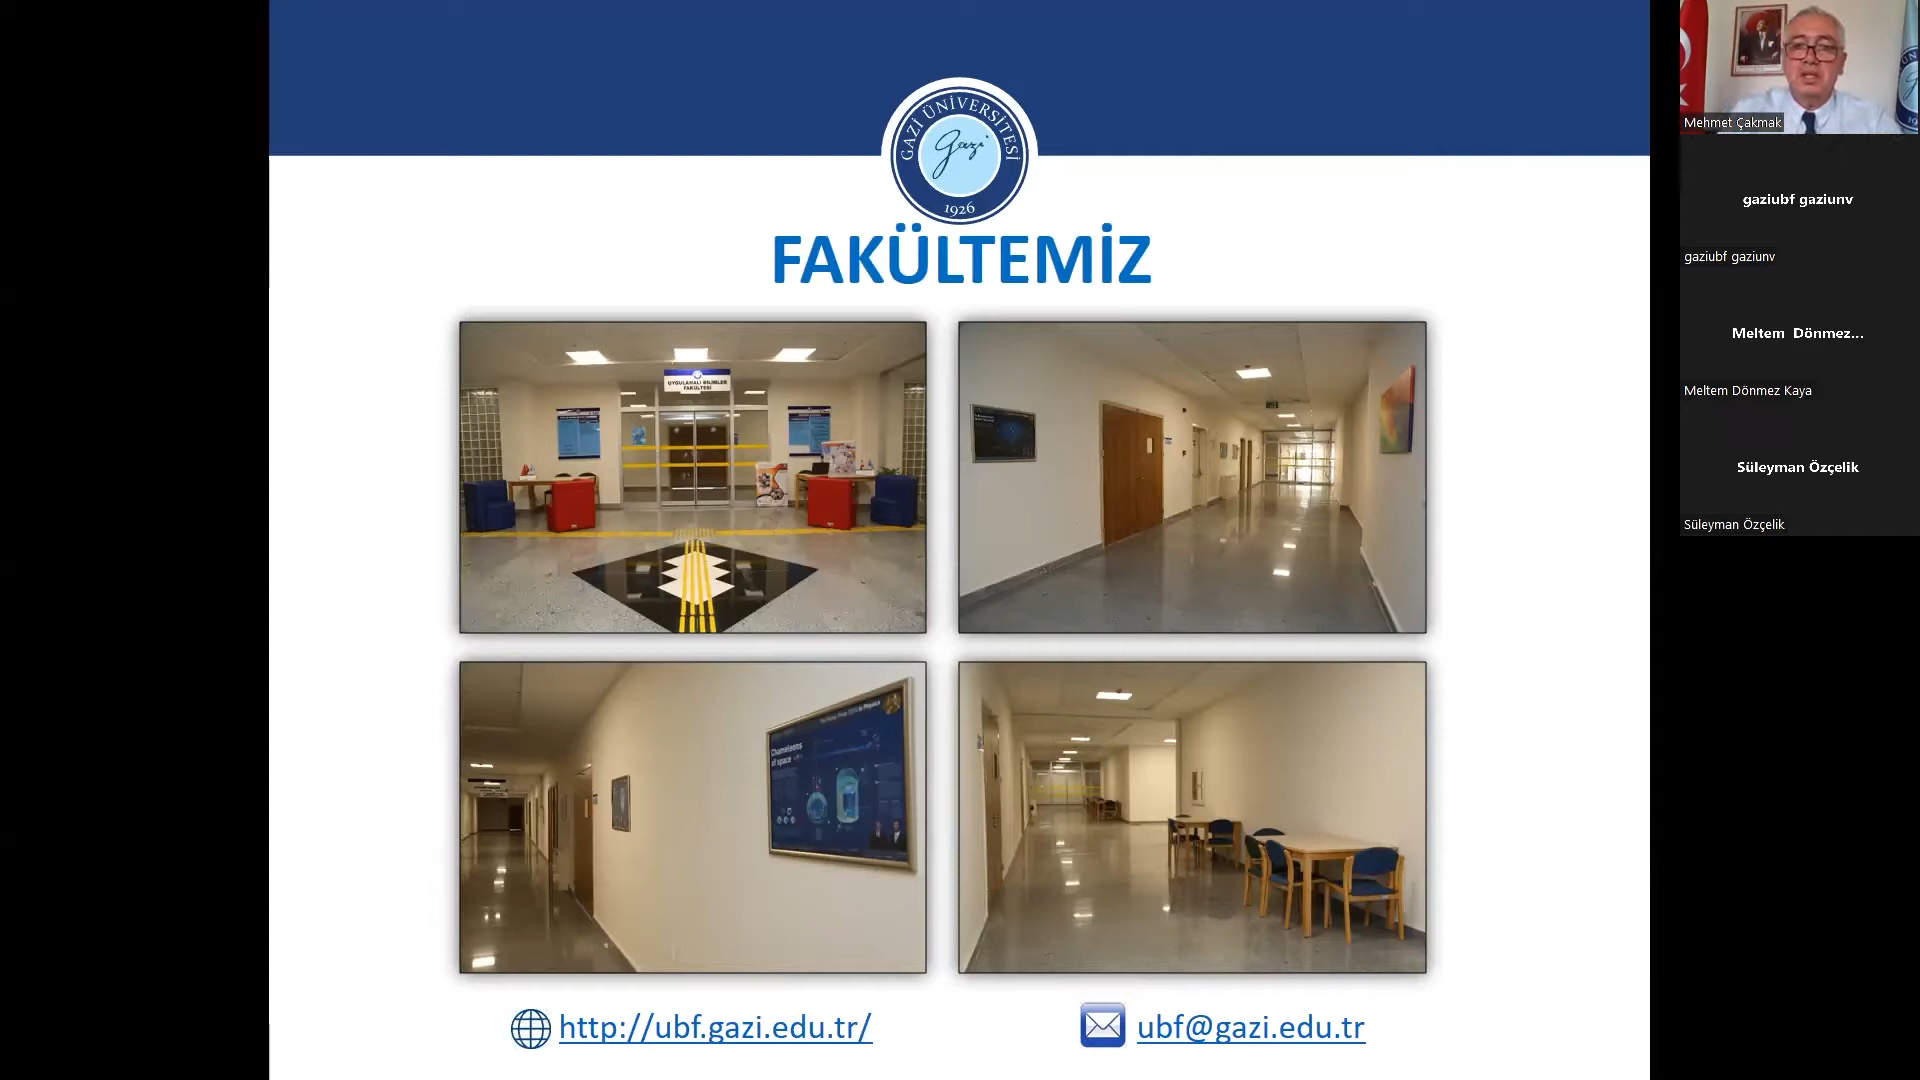 GAZİ ÜNİVERSİTESİ
Gazi
1926
FAKÜLTEMİZ
UYGULAMALI BİLİMLER
FAKÜLTESİ
Chameleons
of space
http://ubf.gazi.edu.tr/
ubf@gazi.edu.tr
Mehmet Çakmak
gaziubf gaziunv
gaziubf gaziunv
Meltem Dönmez...
Meltem Dönmez Kaya
Süleyman Özçelik
Süleyman Özçelik